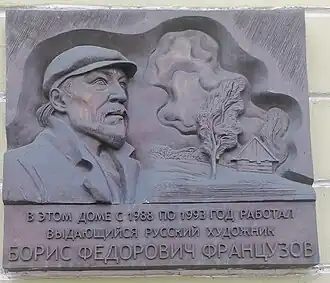 В ЭТОМ ДОМЕ С 1988 ПО 1993 ГОД РАБОТАЛ
ВЫДАЮЩИЙСЯ РУССКИЙ ХУДОЖНИК
БОРИС ФЕДОРОВИЧ ФРАНЦУЗОВ